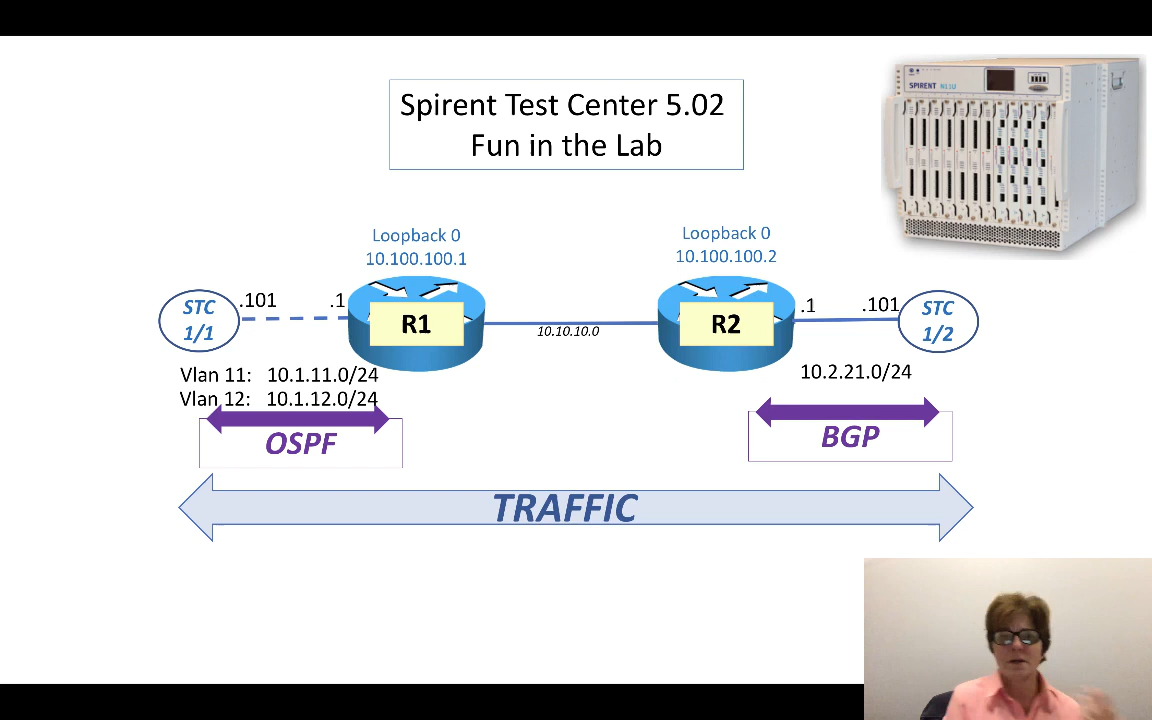 Spirent Test Center 5.02
Fun in the Lab
SPIRENT N11U
Loopback 0
10.100.100.1
Loopback 0
10.100.100.2
STC
1/1
.101
.1
R1
10.10.10.0
R2
.1
.101
STC
1/2
Vlan 11: 10.1.11.0/24
Vlan 12: 10.1.12.0/24
10.2.21.0/24
OSPF
BGP
TRAFFIC